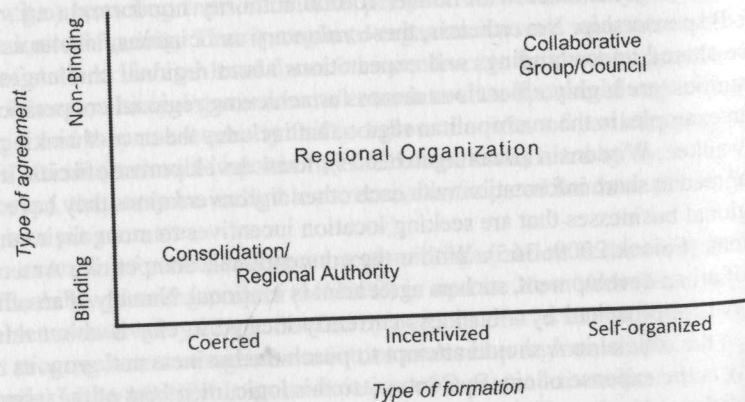 Collaborative
Group/Council
Non-Binding
Type of agreement
Regional Organization
Consolidation/
Regional Authority
Binding
Coerced
Incentivized
Self-organized
Type of formation